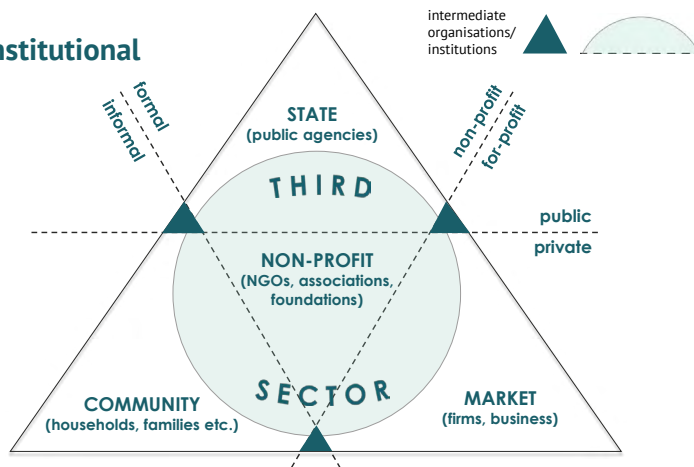 nstitutional
intermediate
organisations/
institutions
formal
informal
non-profit
for-profit
STATE
(public agencies)
THIRD
public
private
NON-PROFIT
(NGOs, associations,
foundations)
SECTOR
COMMUNITY
(households, families etc.)
MARKET
(firms, business)